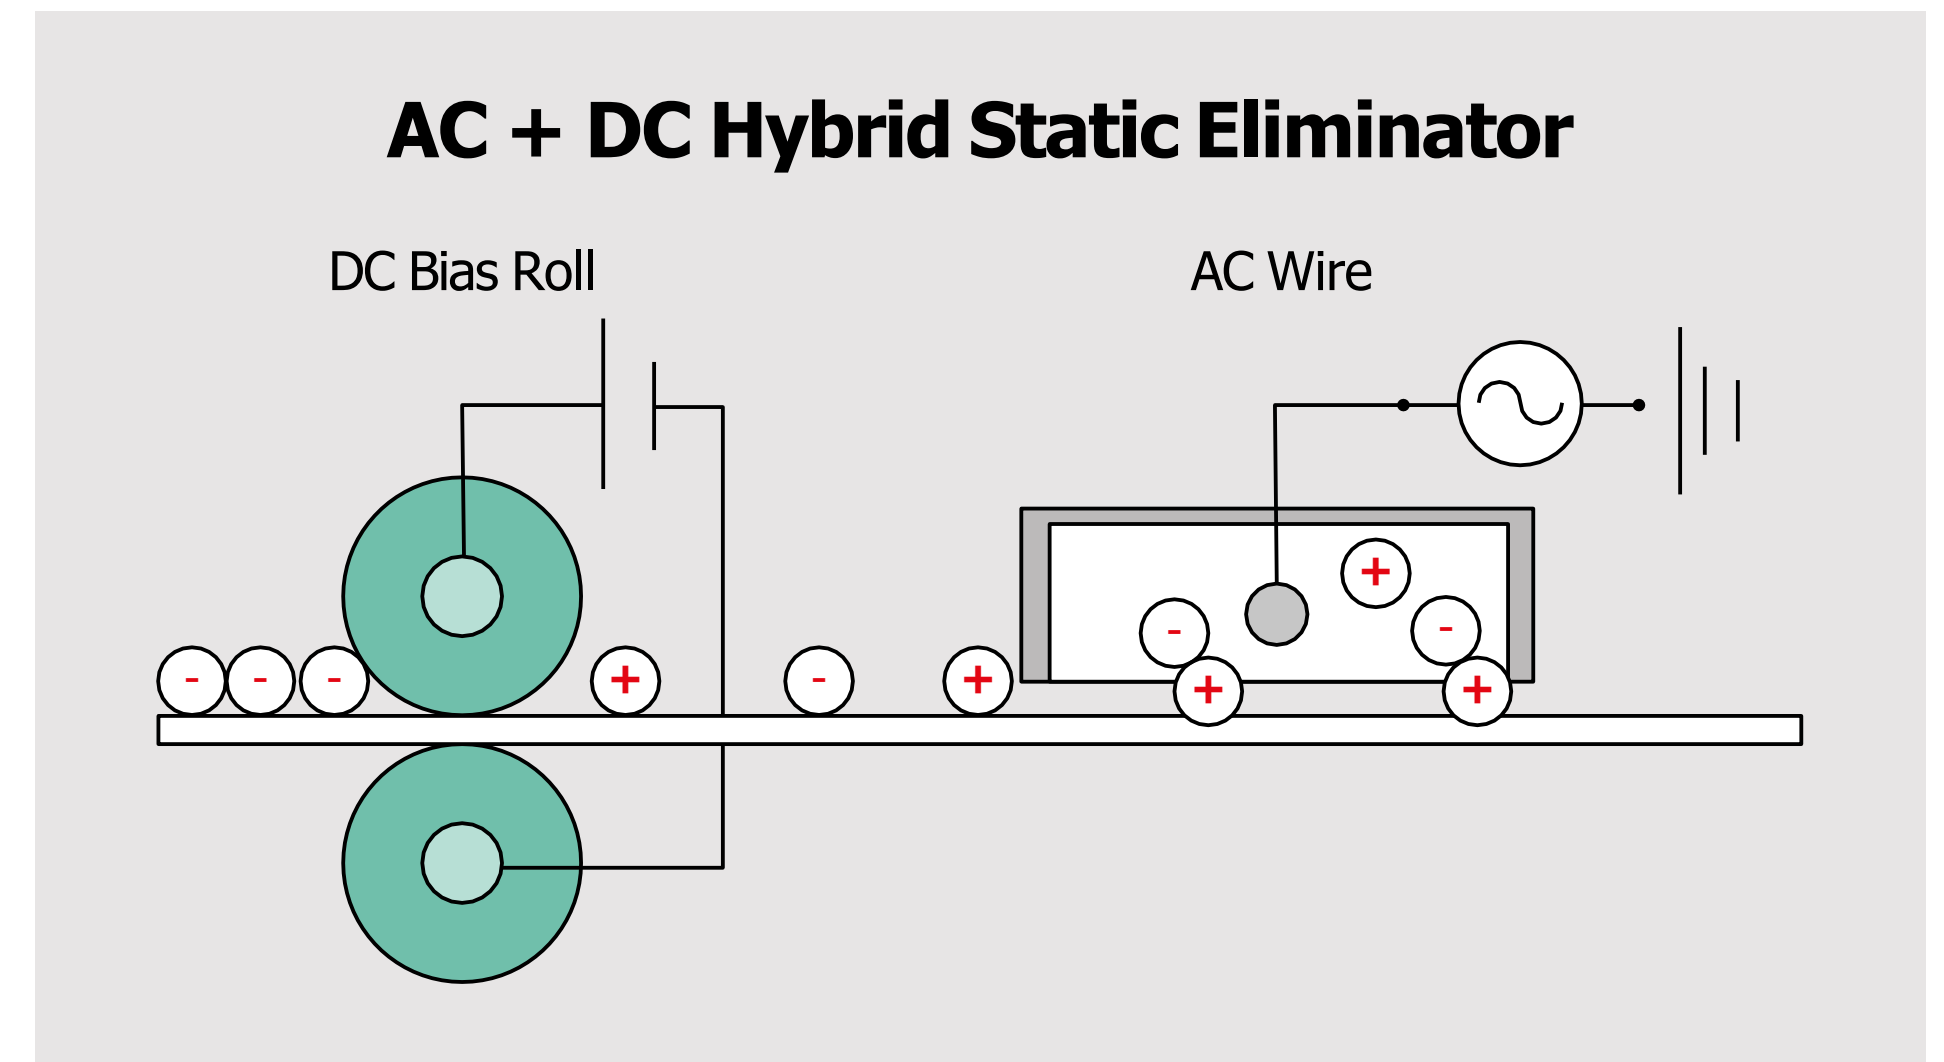 AC + DC Hybrid Static Eliminator
DC Bias Roll
AC Wire
+
- -
- - - + - + + +